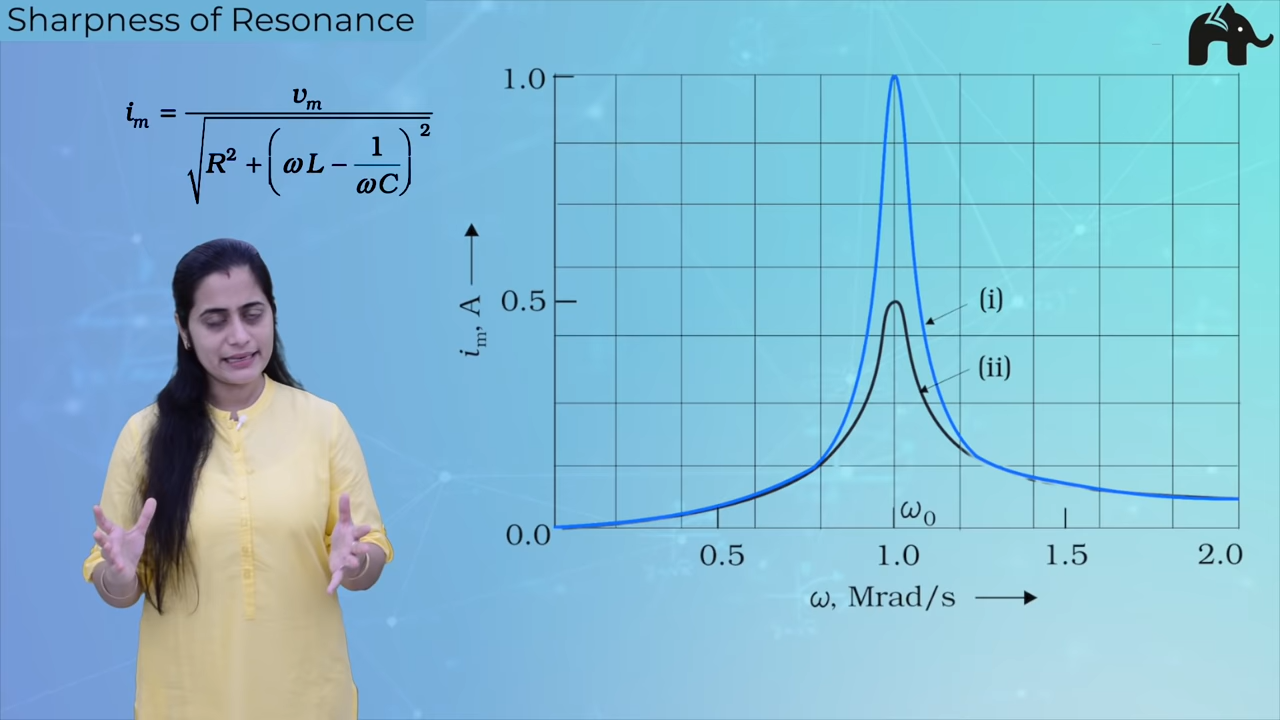 Sharpness of Resonance
i_m = v_m / √(R² + (ωL − 1/ωC)²)
1.0
0.5
0.0
i_m, A
(i)
(ii)
ω₀
0.5 1.0 1.5 2.0
ω, Mrad/s